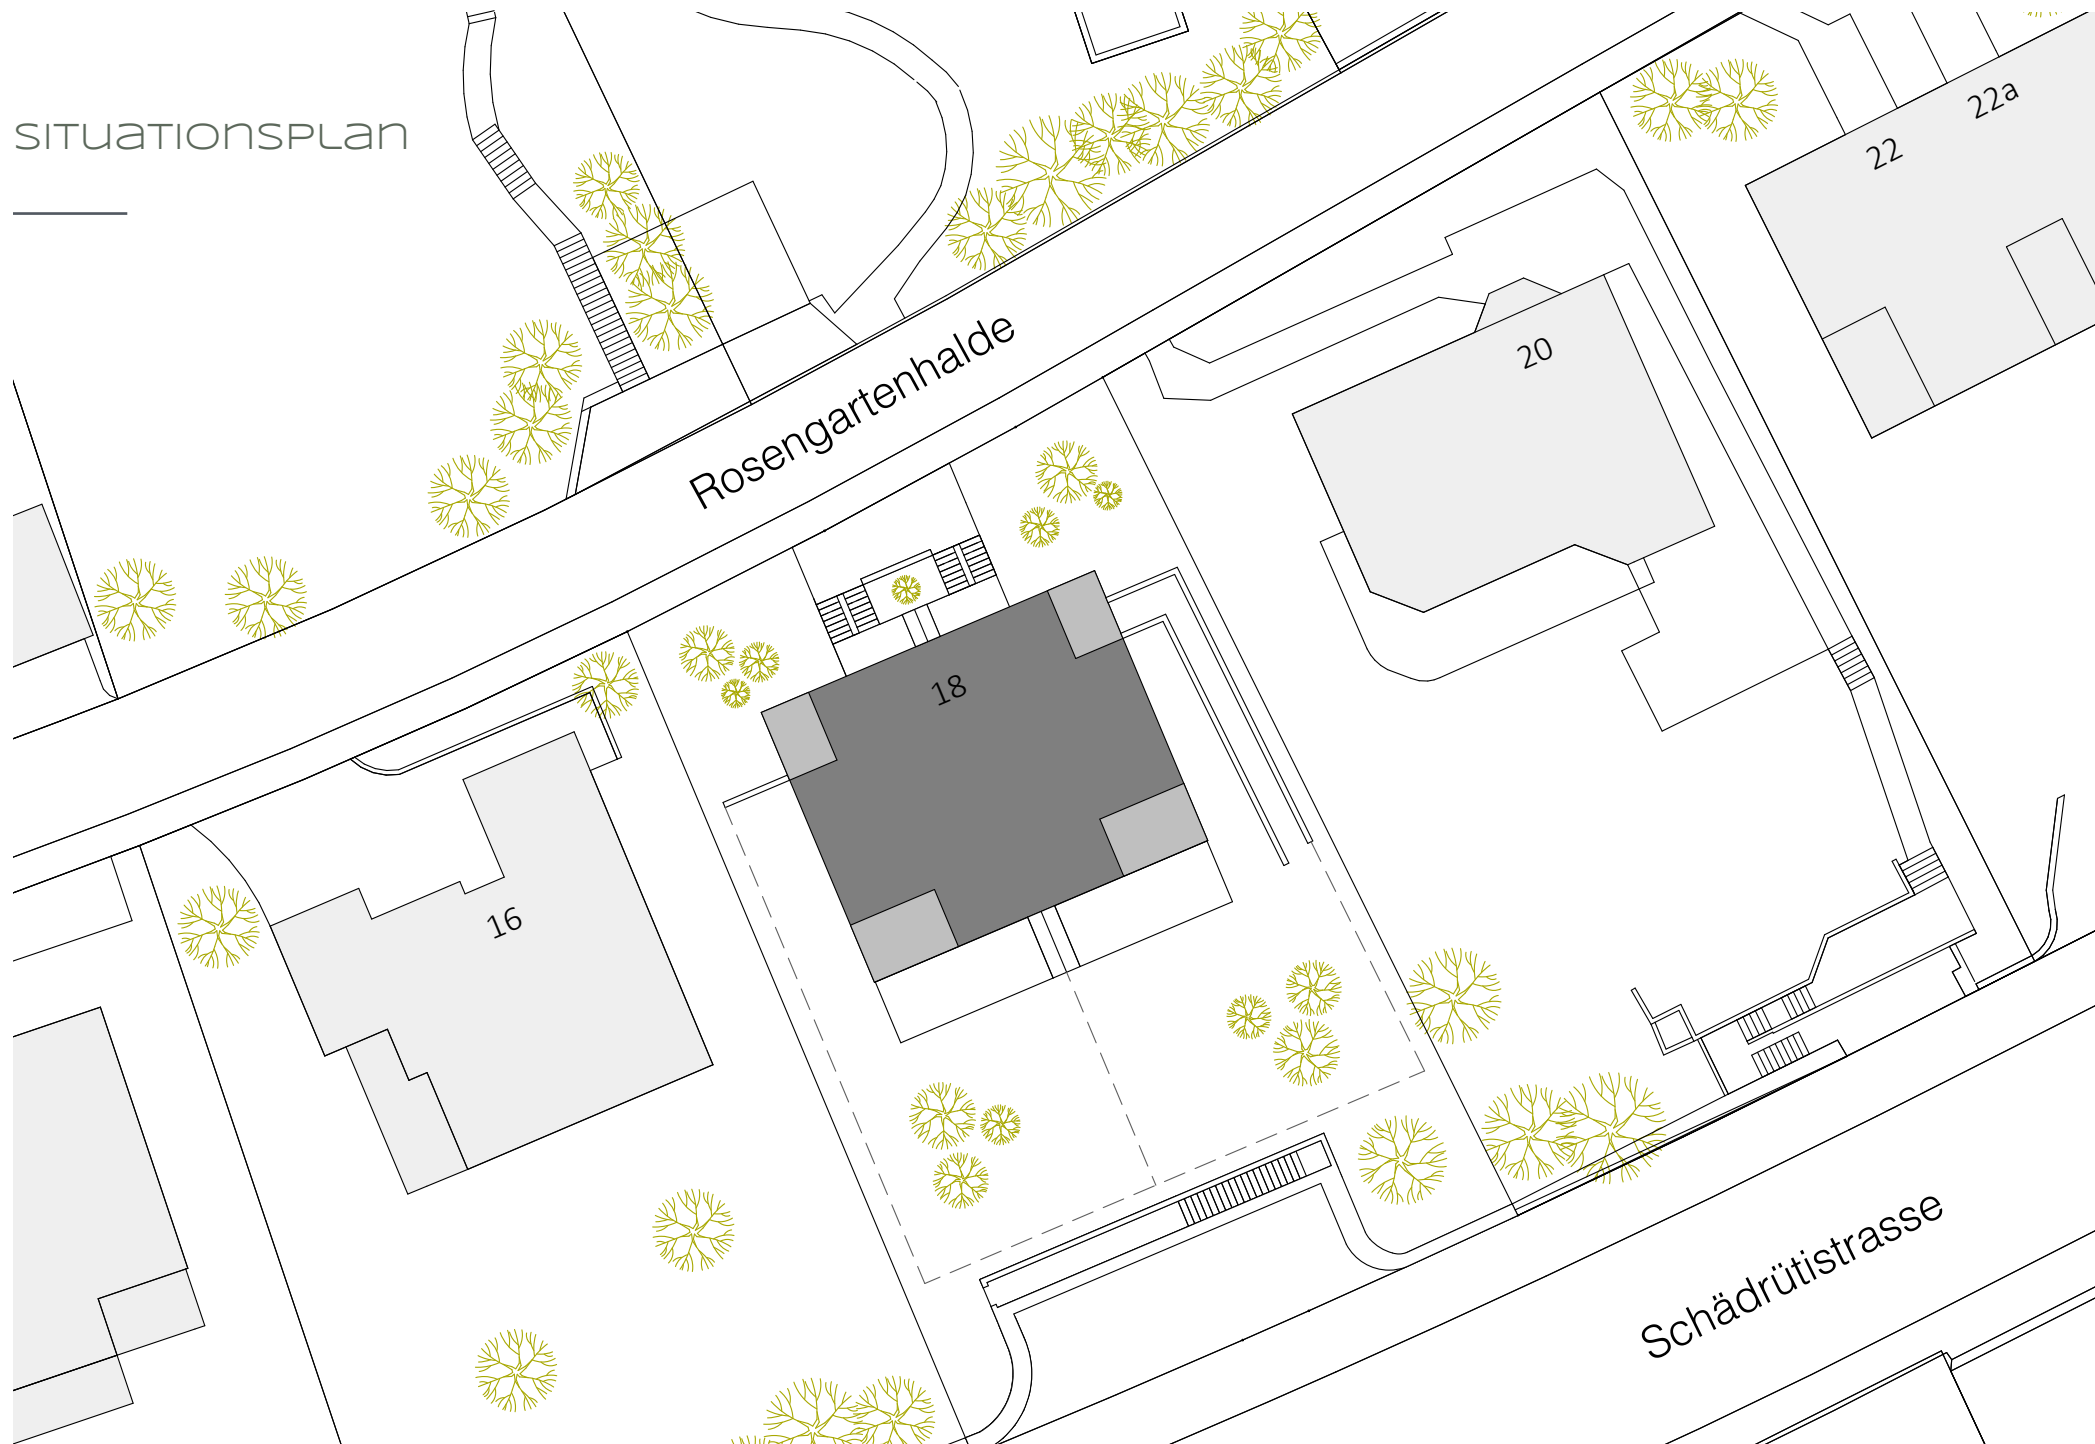 SITUATIONSPLAN
22a
22
Rosengartenhalde
20
18
16
Schädrütistrasse